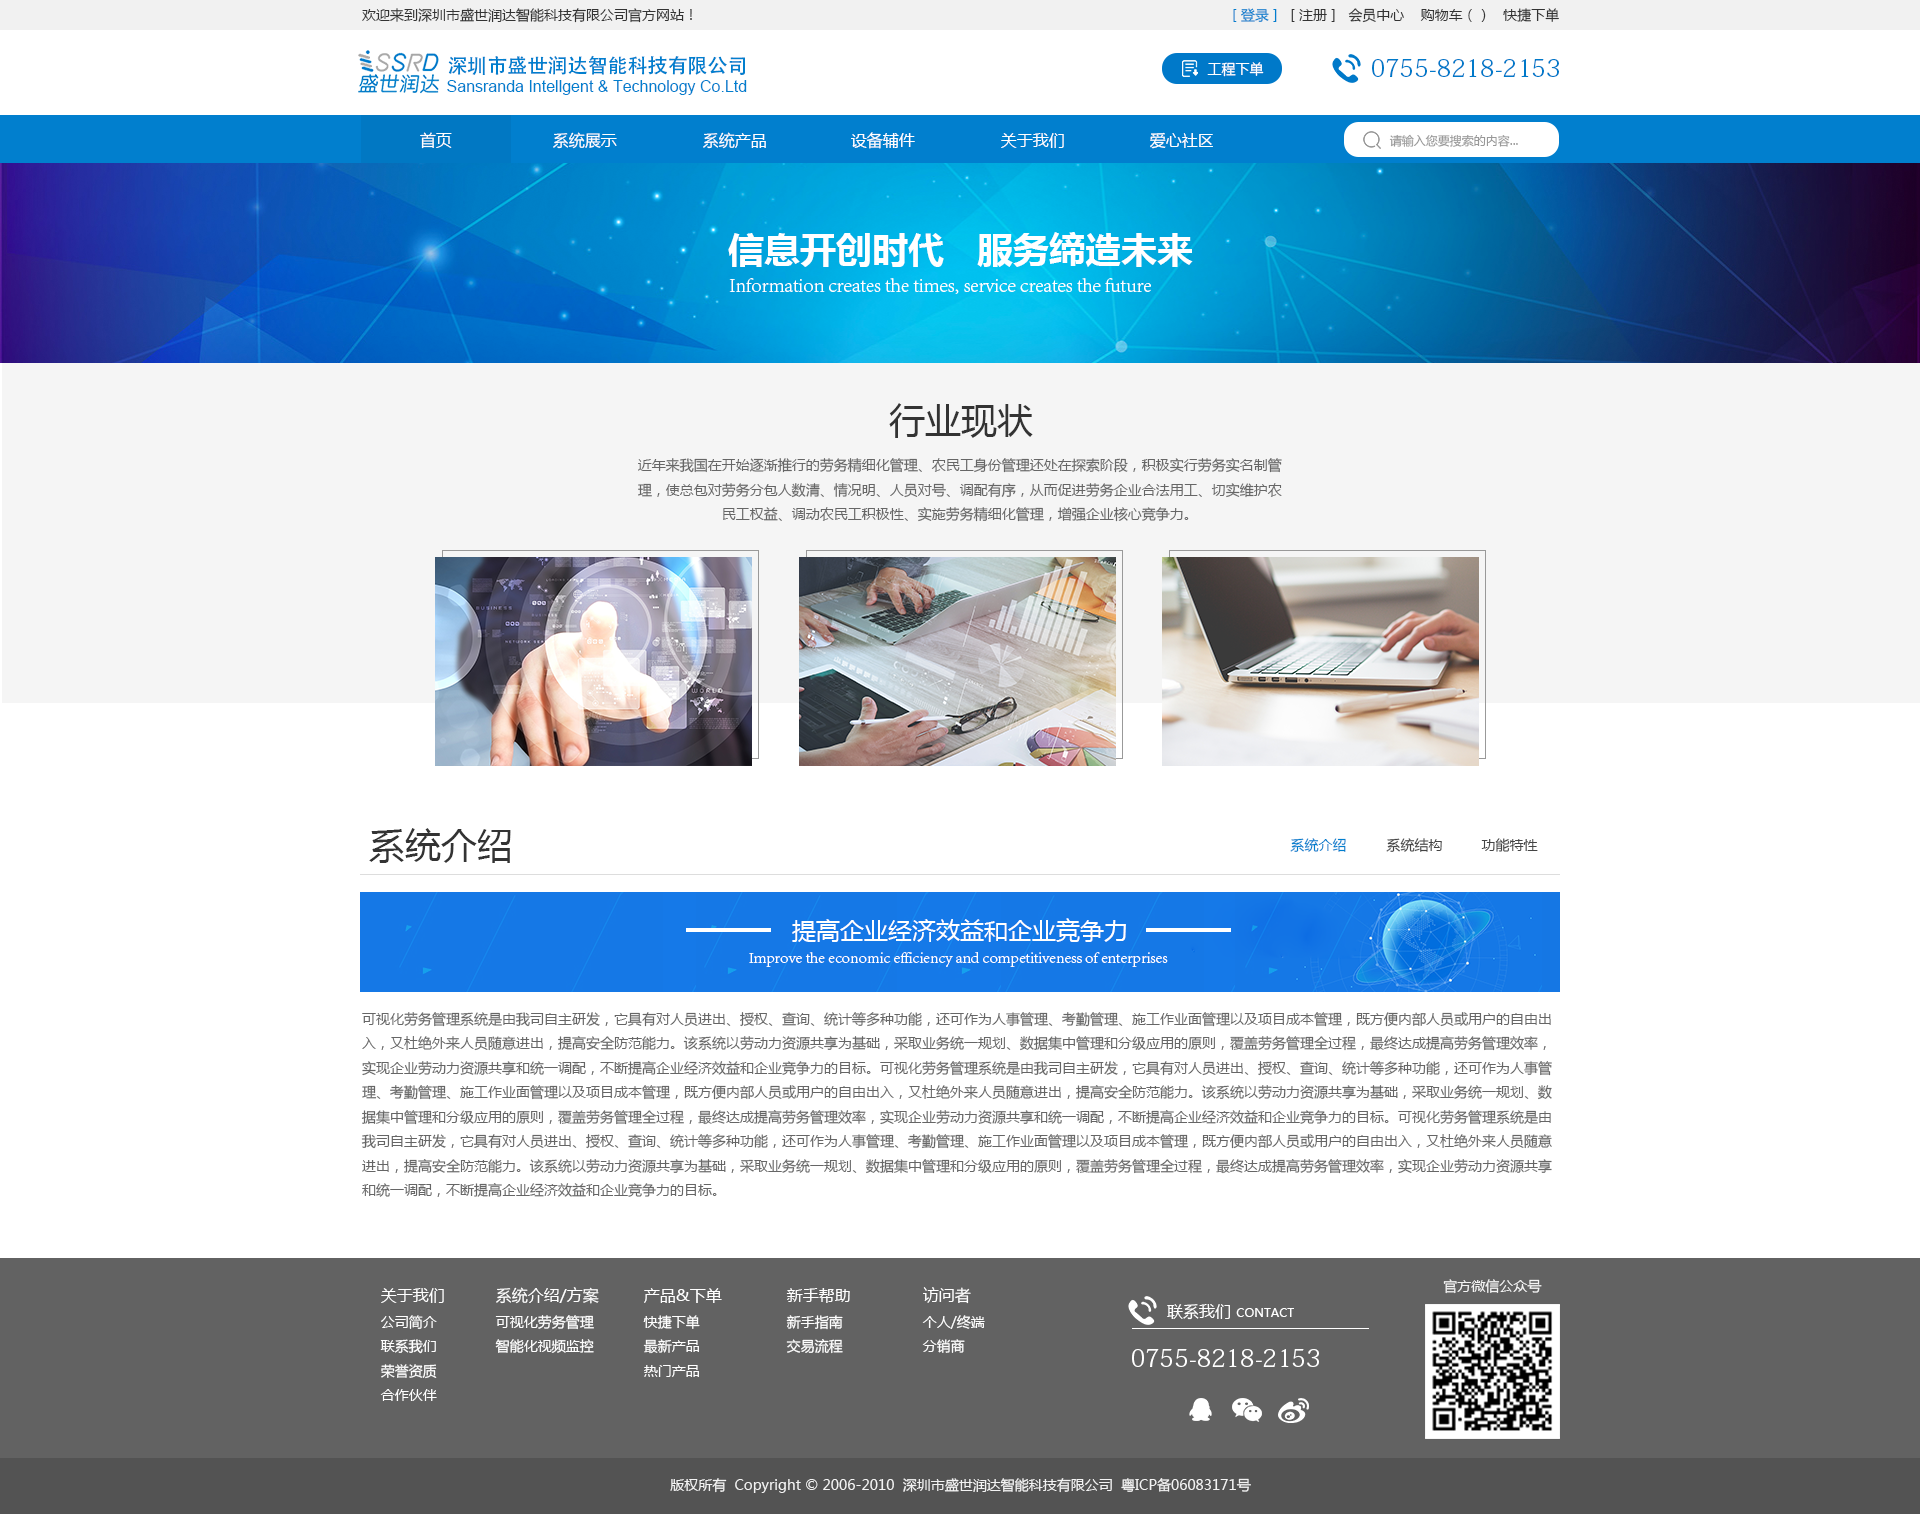 欢迎来到深圳市盛世润达智能科技有限公司官方网站！
[ 登录 ] [ 注册 ] 会员中心 购物车（ ） 快捷下单
SSRD
盛世润达
深圳市盛世润达智能科技有限公司
Sansranda Intellgent & Technology Co.Ltd
工程下单
0755-8218-2153
首页 系统展示 系统产品 设备辅件 关于我们 爱心社区
请输入您要搜索的内容...
信息开创时代 服务缔造未来
Information creates the times, service creates the future
行业现状
近年来我国在开始逐渐推行的劳务精细化管理、农民工身份管理还处在探索阶段，积极实行劳务实名制管
理，使总包对劳务分包人数清、情况明、人员对号、调配有序，从而促进劳务企业合法用工、切实维护农
民工权益、调动农民工积极性、实施劳务精细化管理，增强企业核心竞争力。
BUSINESS
WORLD
系统介绍
系统介绍 系统结构 功能特性
提高企业经济效益和企业竞争力
Improve the economic efficiency and competitiveness of enterprises
可视化劳务管理系统是由我司自主研发，它具有对人员进出、授权、查询、统计等多种功能，还可作为人事管理、考勤管理、施工作业面管理以及项目成本管理，既方便内部人员或用户的自由出
入，又杜绝外来人员随意进出，提高安全防范能力。该系统以劳动力资源共享为基础，采取业务统一规划、数据集中管理和分级应用的原则，覆盖劳务管理全过程，最终达成提高劳务管理效率，
实现企业劳动力资源共享和统一调配，不断提高企业经济效益和企业竞争力的目标。可视化劳务管理系统是由我司自主研发，它具有对人员进出、授权、查询、统计等多种功能，还可作为人事管
理、考勤管理、施工作业面管理以及项目成本管理，既方便内部人员或用户的自由出出入，又杜绝外来人员随意进出，提高安全防范能力。该系统以劳动力资源共享为基础，采取业务统一规划、数
据集中管理和分级应用的原则，覆盖劳务管理全过程，最终达成提高劳务管理效率，实现企业劳动力资源共享和统一调配，不断提高企业经济效益和企业竞争力的目标。可视化劳务管理系统是由
我司自主研发，它具有对人员进出、授权、查询、统计等多种功能，还可作为人事管理、考勤管理、施工作业面管理以及项目成本管理，既方便内部人员或用户的自由出入，又杜绝外来人员随意
进出，提高安全防范能力。该系统以劳动力资源共享为基础，采取业务统一规划、数据集中管理和分级应用的原则，覆盖劳务管理全过程，最终达成提高劳务管理效率，实现企业劳动力资源共享
和统一调配，不断提高企业经济效益和企业竞争力的目标。
关于我们
公司简介
联系我们
荣誉资质
合作伙伴
系统介绍/方案
可视化劳务管理
智能化视频监控
产品&下单
快捷下单
最新产品
热门产品
新手帮助
新手指南
交易流程
访问者
个人/终端
分销商
联系我们 CONTACT
0755-8218-2153
官方微信公众号
版权所有 Copyright © 2006-2010 深圳市盛世润达智能科技有限公司 粤ICP备06083171号